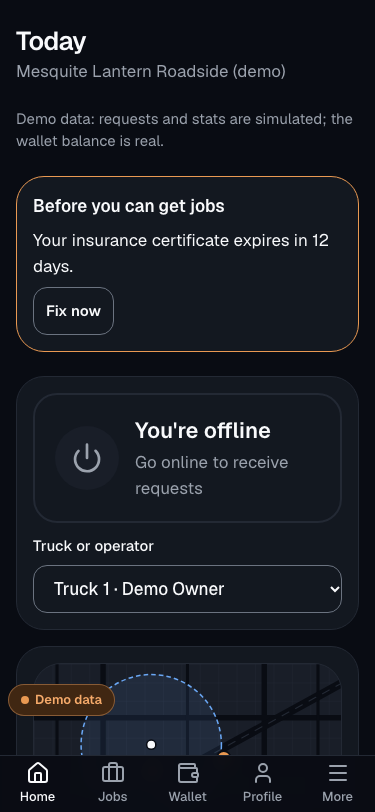 Today
Mesquite Lantern Roadside (demo)
Demo data: requests and stats are simulated; the
wallet balance is real.
Before you can get jobs
Your insurance certificate expires in 12
days.
Fix now
You're offline
Go online to receive
requests
Truck or operator
Truck 1 · Demo Owner
Demo data
Home
Jobs
Wallet
Profile
More